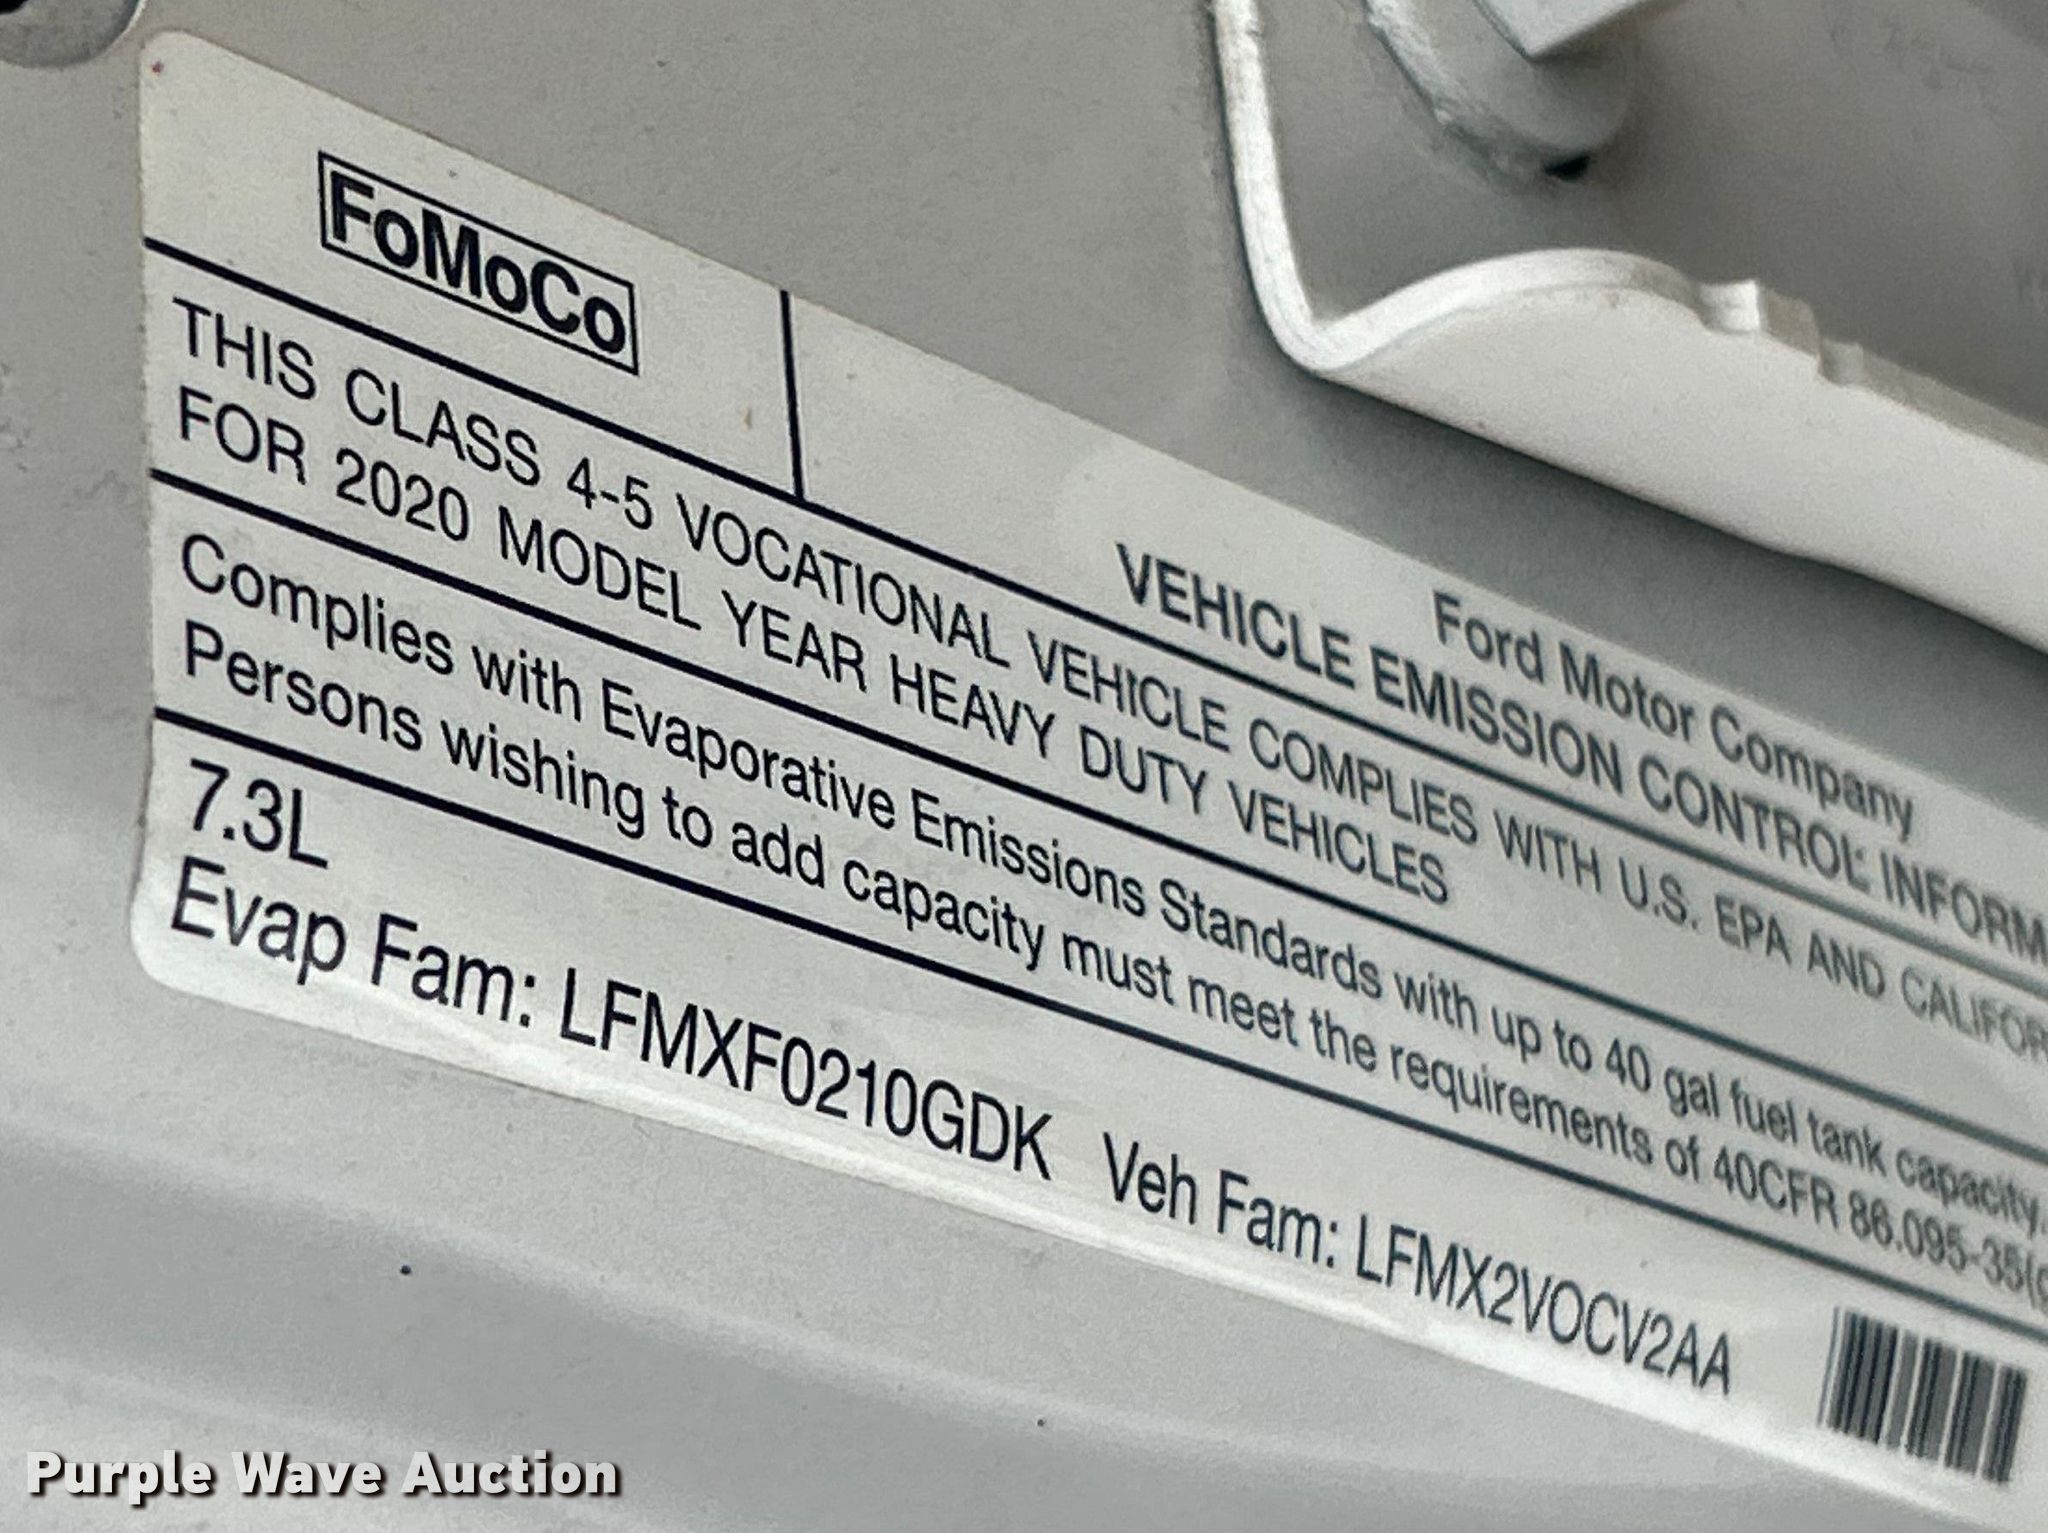 FoMoCo
Ford Motor Company
VEHICLE EMISSION CONTROL INFORM
THIS CLASS 4-5 VOCATIONAL VEHICLE COMPLIES WITH U.S. EPA AND CALIFOR
FOR 2020 MODEL YEAR HEAVY DUTY VEHICLES
Complies with Evaporative Emissions Standards with up to 40 gal fuel tank capacity.
Persons wishing to add capacity must meet the requirements of 40CFR 86.095-35(
7.3L
Evap Fam: LFMXF0210GDK Veh Fam: LFMX2VOCV2AA
Purple Wave Auction